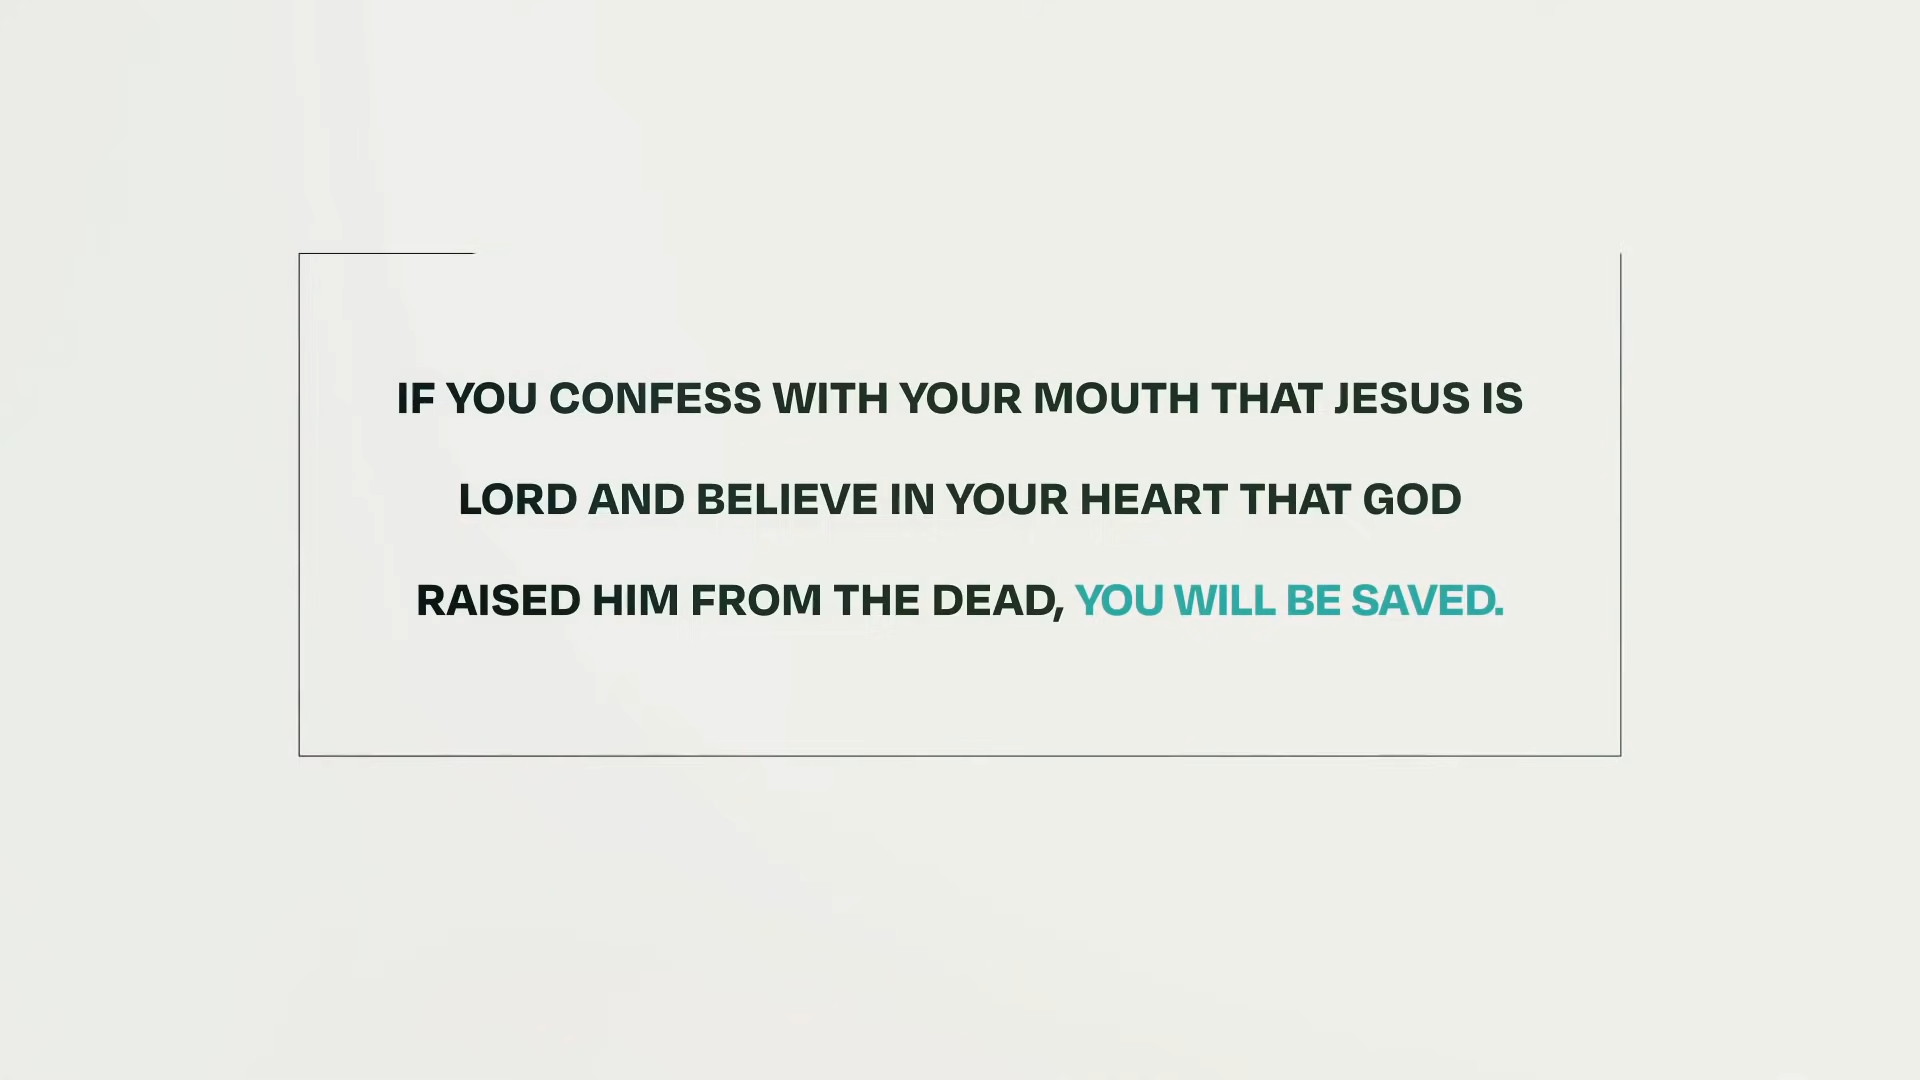 IF YOU CONFESS WITH YOUR MOUTH THAT JESUS IS
LORD AND BELIEVE IN YOUR HEART THAT GOD
RAISED HIM FROM THE DEAD, YOU WILL BE SAVED.